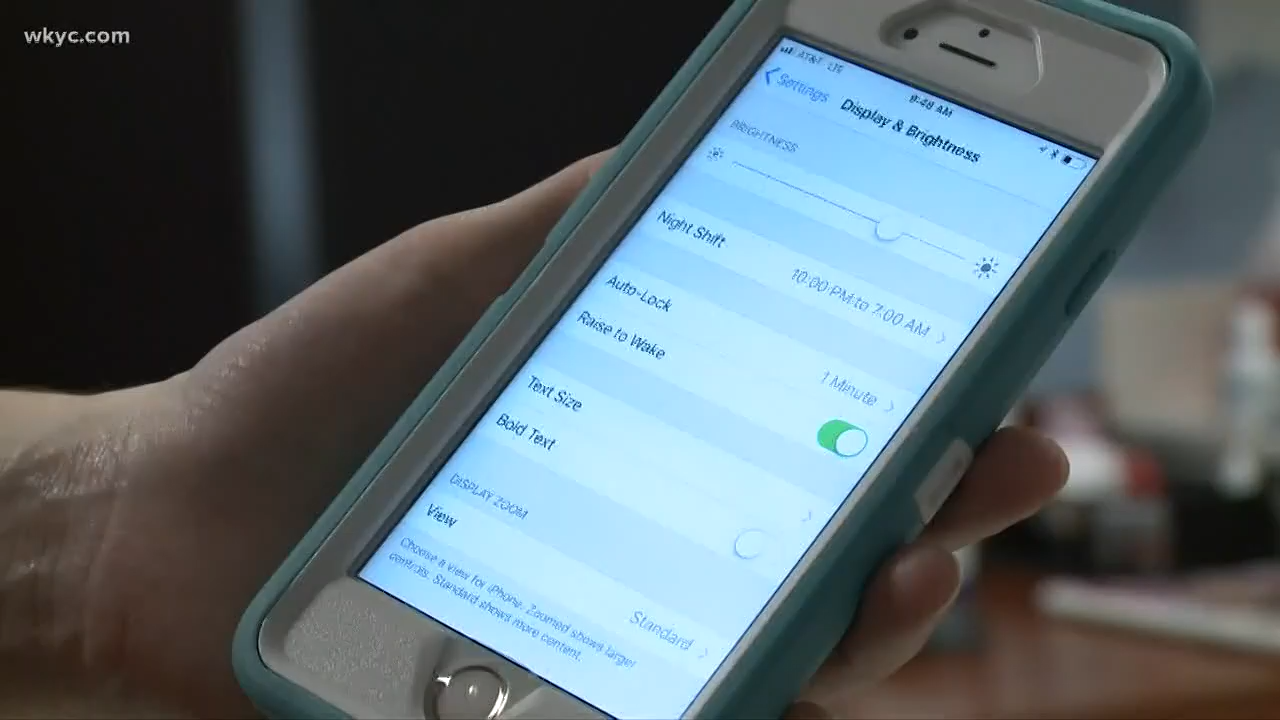 wkyc.com
AT&T LTE
8:48 AM
Settings
Display & Brightness
BRIGHTNESS
Night Shift
10:00 PM to 7:00 AM
Auto-Lock
1 Minute
Raise to Wake
Text Size
Bold Text
DISPLAY ZOOM
View
Standard
Choose a view for iPhone. Zoomed shows larger
controls. Standard shows more content.